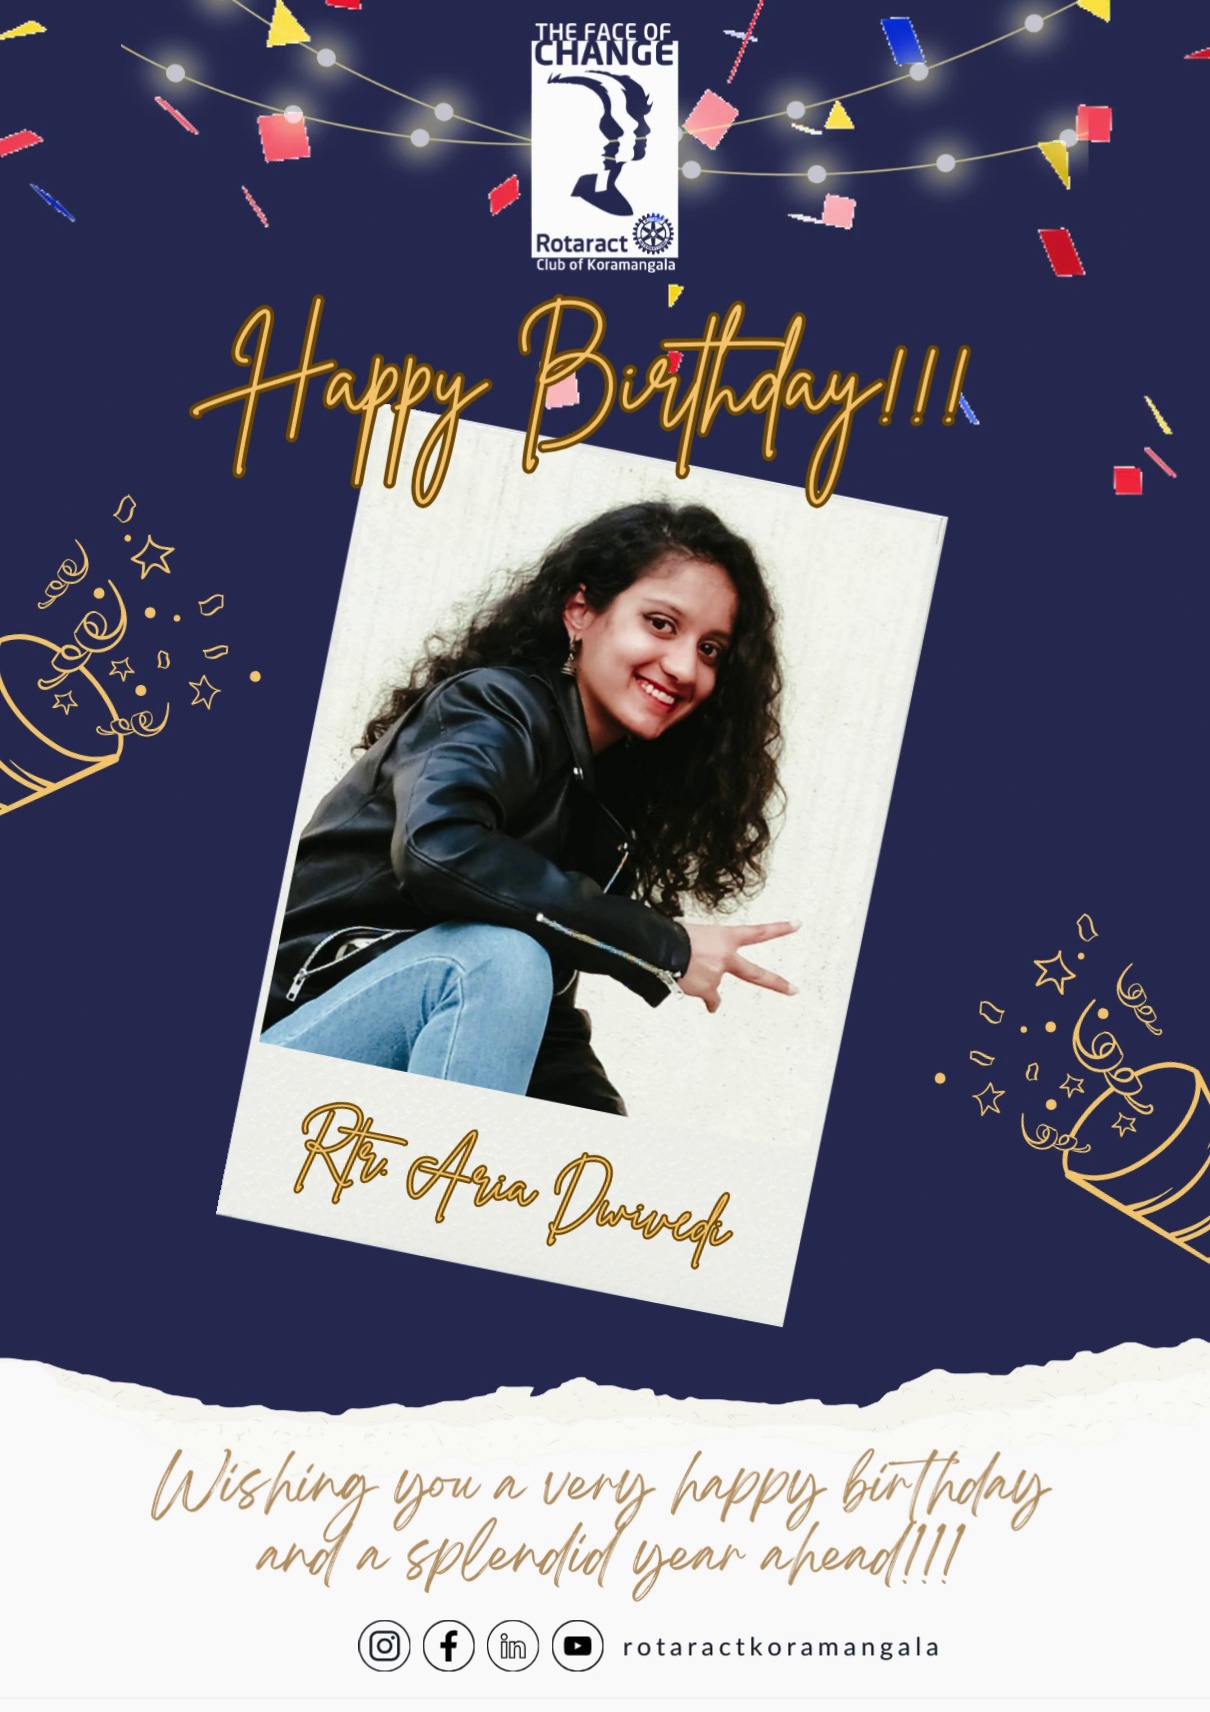 THE FACE OF
CHANGE
Rotaract
Club of Koramangala
Happy Birthday!!!
Rtr. Aria Dwivedi
Wishing you a very happy birthday
and a splendid year ahead!!!
in
rotaractkoramangala